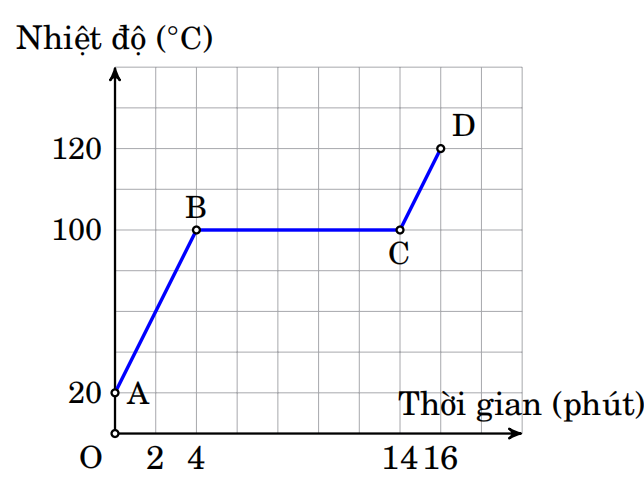 Nhiệt độ (°C)
120
D
B
100
C
20
A
Thời gian (phút)
O
2
4
14
16